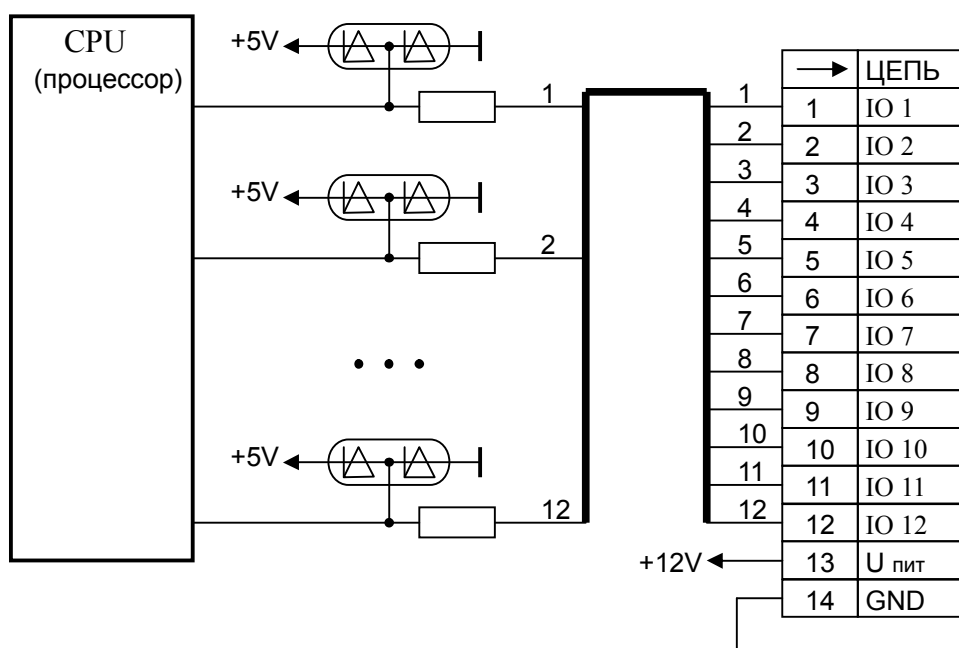 CPU
(процессор)
+5V
1
+5V
2
+5V
12
1
2
3
4
5
6
7
8
9
10
11
12
+12V
ЦЕПЬ
1 IO 1
2 IO 2
3 IO 3
4 IO 4
5 IO 5
6 IO 6
7 IO 7
8 IO 8
9 IO 9
10 IO 10
11 IO 11
12 IO 12
13 U пит
14 GND